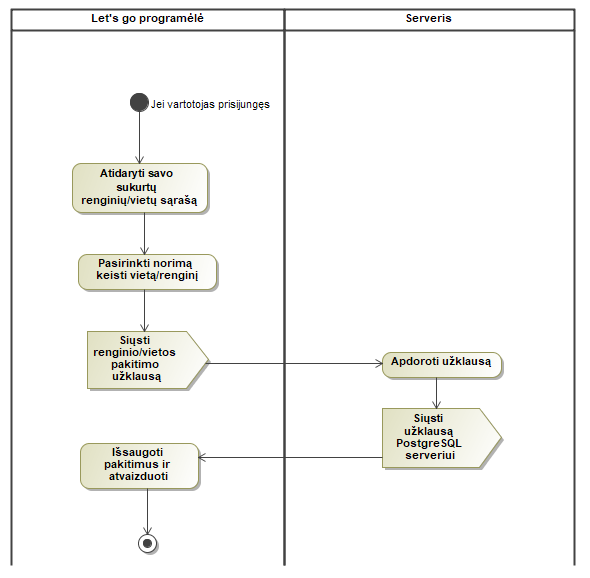 Let's go programėlė
Serveris
Jei vartotojas prisijungęs
Atidaryti savo
sukurtų
renginių/vietų sąrašą
Pasirinkti norimą
keisti vietą/renginį
Siųsti
renginio/vietos
pakitimo
užklausą
Apdoroti užklausą
Siųsti
užklausą
PostgreSQL
serveriui
Išsaugoti
pakitimus ir
atvaizduoti